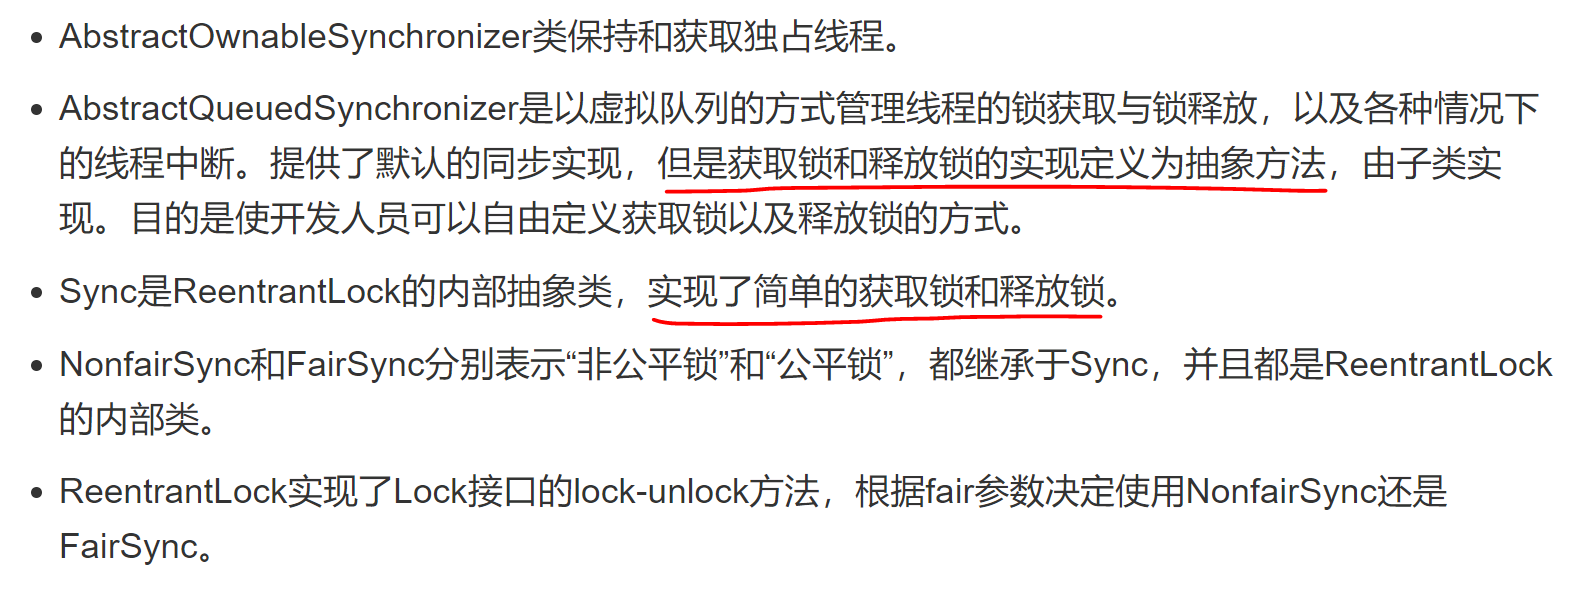 AbstractOwnableSynchronizer类保持和获取独占线程。
AbstractQueuedSynchronizer是以虚拟队列的方式管理线程的锁获取与锁释放，以及各种情况下
的线程中断。提供了默认的同步实现，但是获取锁和释放锁的实现定义为抽象方法，由子类实
现。目的是使开发人员可以自由定义获取锁以及释放锁的方式。
Sync是ReentrantLock的内部抽象类，实现了简单的获取锁和释放锁。
NonfairSync和FairSync分别表示“非公平锁”和“公平锁”，都继承于Sync，并且都是ReentrantLock
的内部类。
ReentrantLock实现了Lock接口的lock-unlock方法，根据fair参数决定使用NonfairSync还是
FairSync。